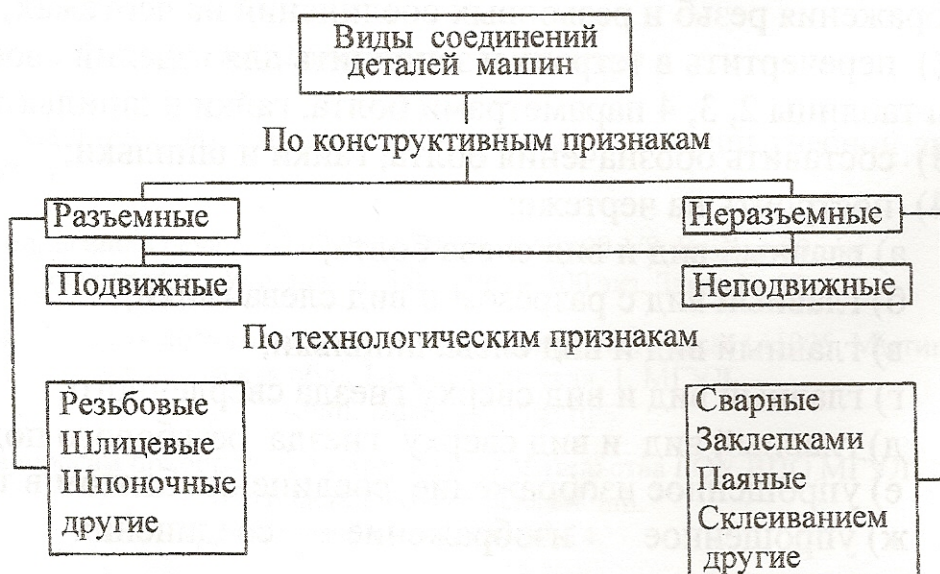 Виды соединений
деталей машин
По конструктивным признакам
Разъемные
Неразъемные
Подвижные
Неподвижные
По технологическим признакам
Резьбовые
Шлицевые
Шпоночные
другие
Сварные
Заклепками
Паяные
Склеиванием
другие